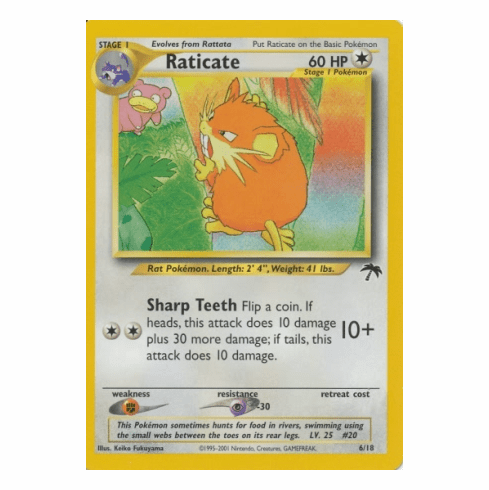 STAGE 1 Evolves from Rattata Put Raticate on the Basic Pokémon
Raticate 60 HP
Stage 1 Pokémon
Rat Pokémon. Length: 2' 4", Weight: 41 lbs.
Sharp Teeth Flip a coin. If
heads, this attack does 10 damage
plus 30 more damage; if tails, this
attack does 10 damage.
10+
weakness resistance retreat cost
-30
This Pokémon sometimes hunts for food in rivers, swimming using
the small webs between the toes on its rear legs. LV. 25 #20
Illus. Keiko Fukuyama ©1995-2001 Nintendo, Creatures, GAMEFREAK. 6/18